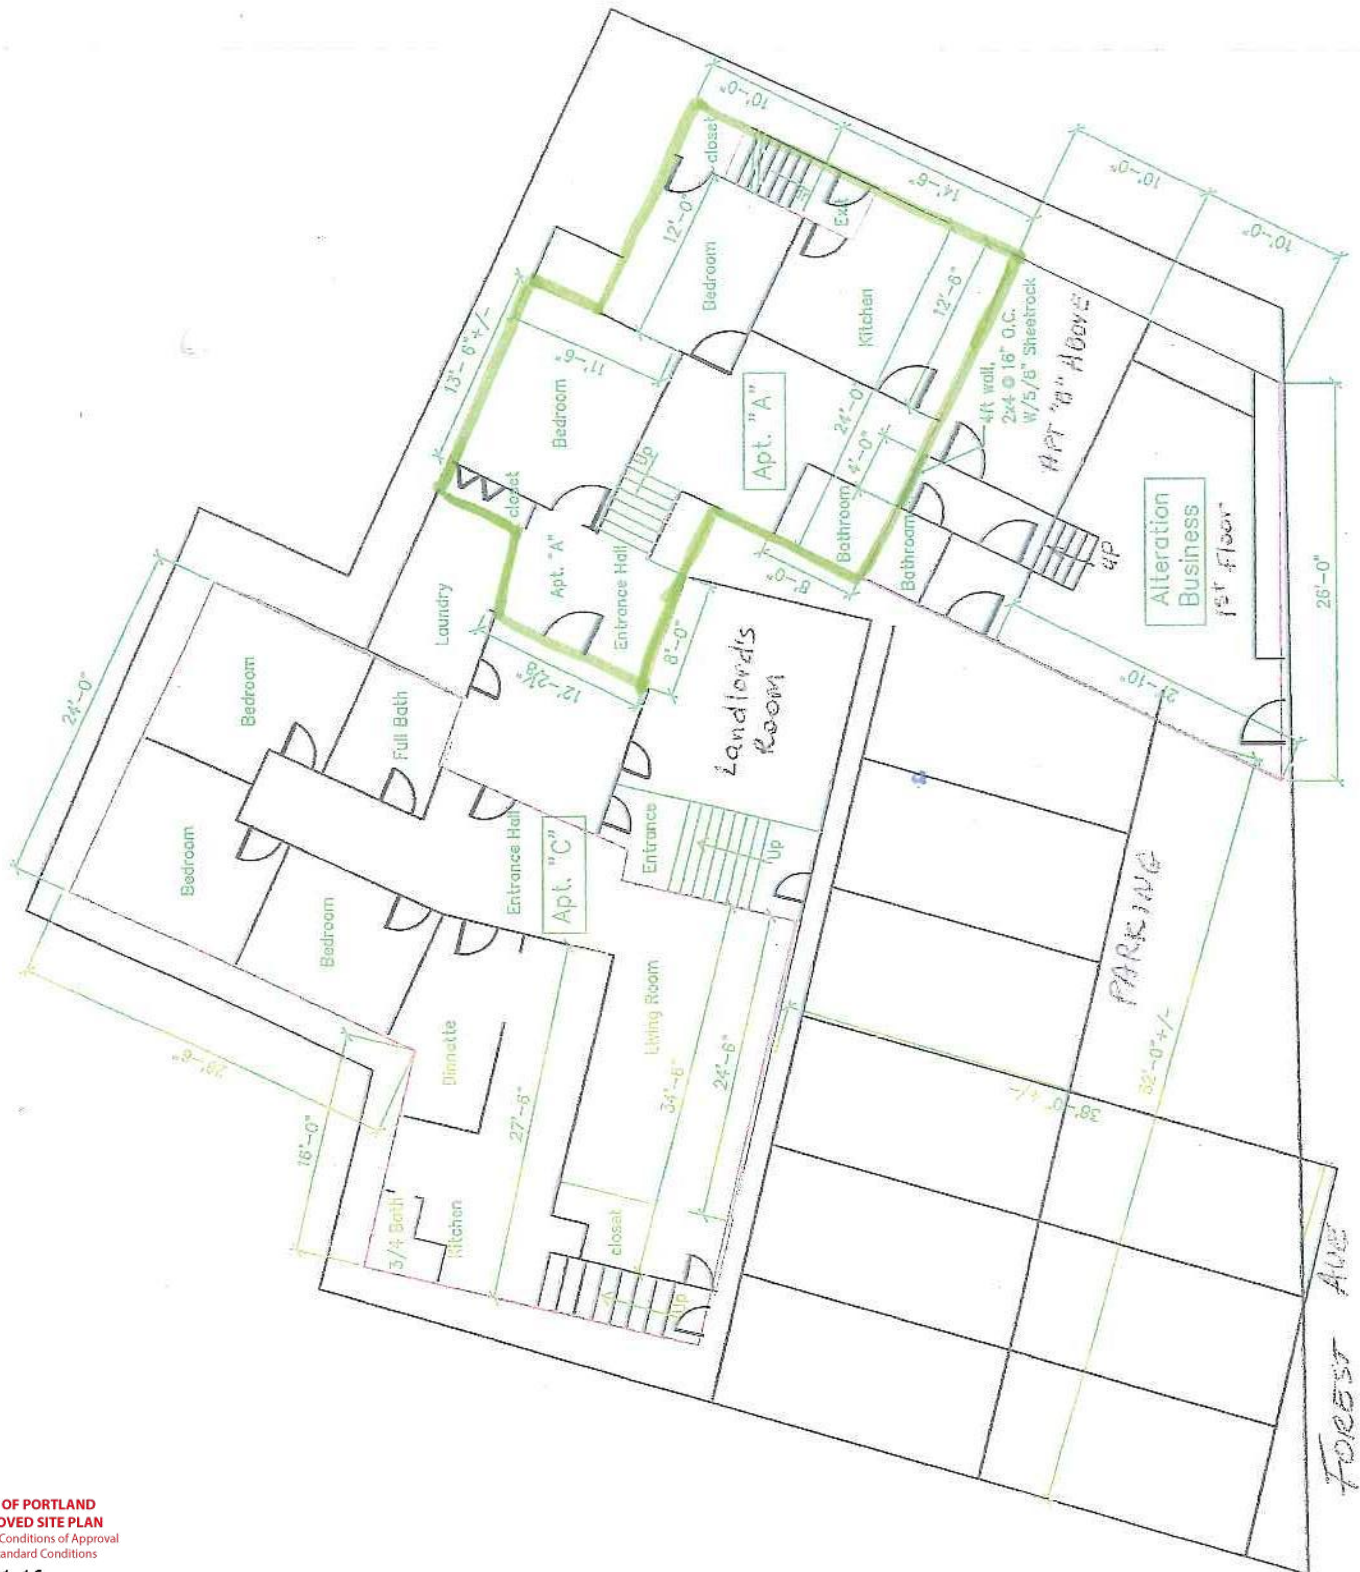 10'-0"
closet
12'-0"
UP
Exit
14'-6"
10'-0"
10'-0"
Bedroom
Kitchen
12'-6"
13'-6"+/-
11'-6"
Bedroom
closet
Up
Apt. "A"
24'-0"
4'-0"
4ft wall,
2x4 @ 16" O.C.
W/5/8" Sheetrock
APT "B" ABOVE
Apt. "A"
Entrance Hall
Bathroom
8'-0"
Bathroom
UP
Alteration
Business
1ST Floor
26'-0"
21'-10"
Laundry
12'-2½"
8'-0"
Landlord's
Room
24'-0"
Bedroom
Full Bath
Bedroom
Bedroom
Entrance Hall
Apt. "C"
Entrance
Up
28'-6"
16'-0"
Dinnette
27'-6"
Living Room
34'-6"
24'-6"
3/4 Bath
Kitchen
closet
Up
PARKING
38'-0" +/-
52'-0"+/-
FOREST AVE
OF PORTLAND
OVED SITE PLAN
Conditions of Approval
andard Conditions